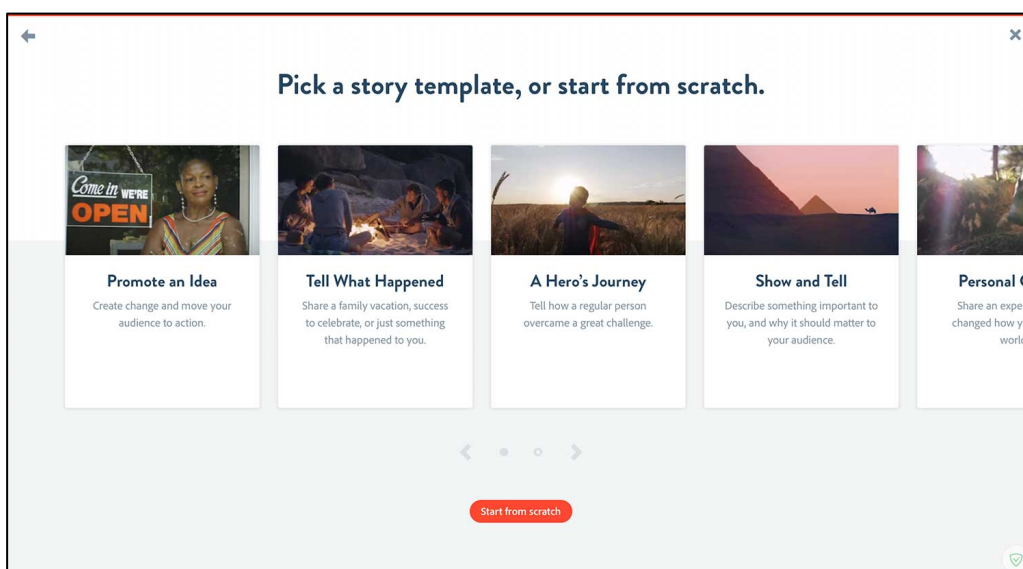 Pick a story template, or start from scratch.
Come in WE'RE
OPEN
Promote an Idea
Create change and move your
audience to action.
Tell What Happened
Share a family vacation, success
to celebrate, or just something
that happened to you.
A Hero's Journey
Tell how a regular person
overcame a great challenge.
Show and Tell
Describe something important to
you, and why it should matter to
your audience.
Personal
Share an
changed how
Start from scratch